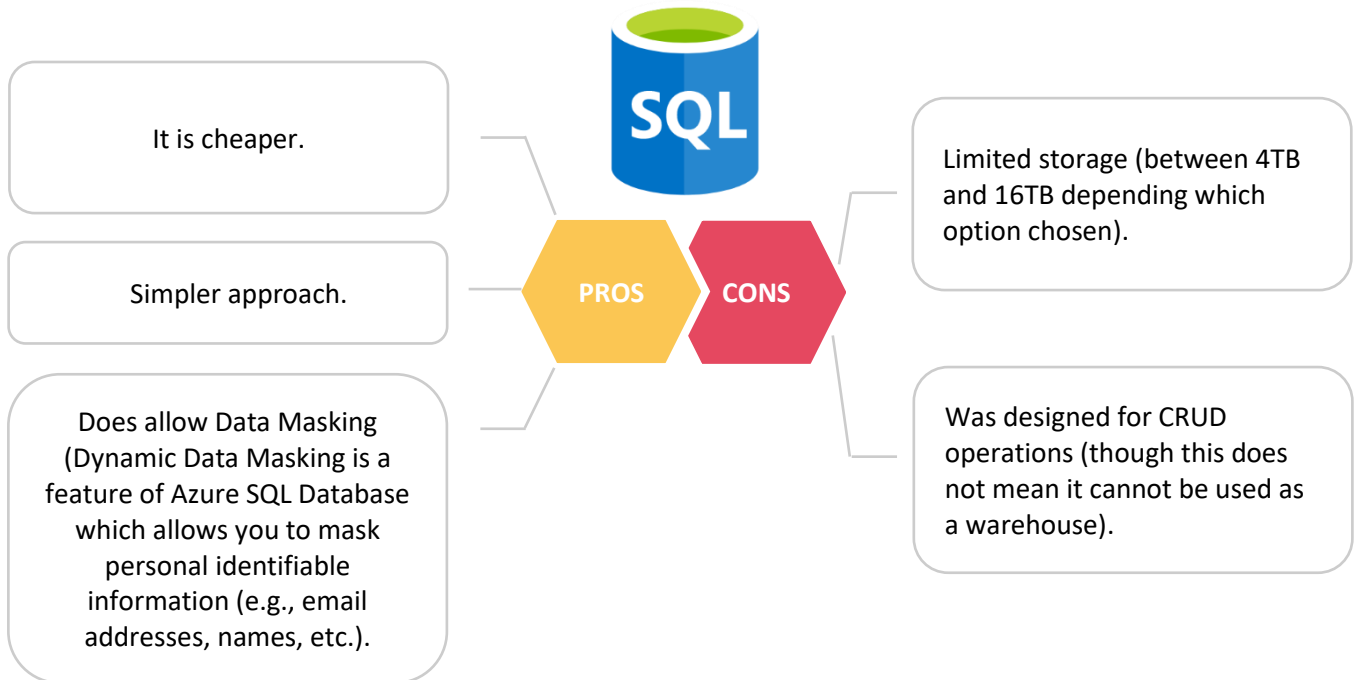 SQL
It is cheaper.
Simpler approach.
Does allow Data Masking
(Dynamic Data Masking is a
feature of Azure SQL Database
which allows you to mask
personal identifiable
information (e.g., email
addresses, names, etc.).
PROS
CONS
Limited storage (between 4TB
and 16TB depending which
option chosen).
Was designed for CRUD
operations (though this does
not mean it cannot be used as
a warehouse).